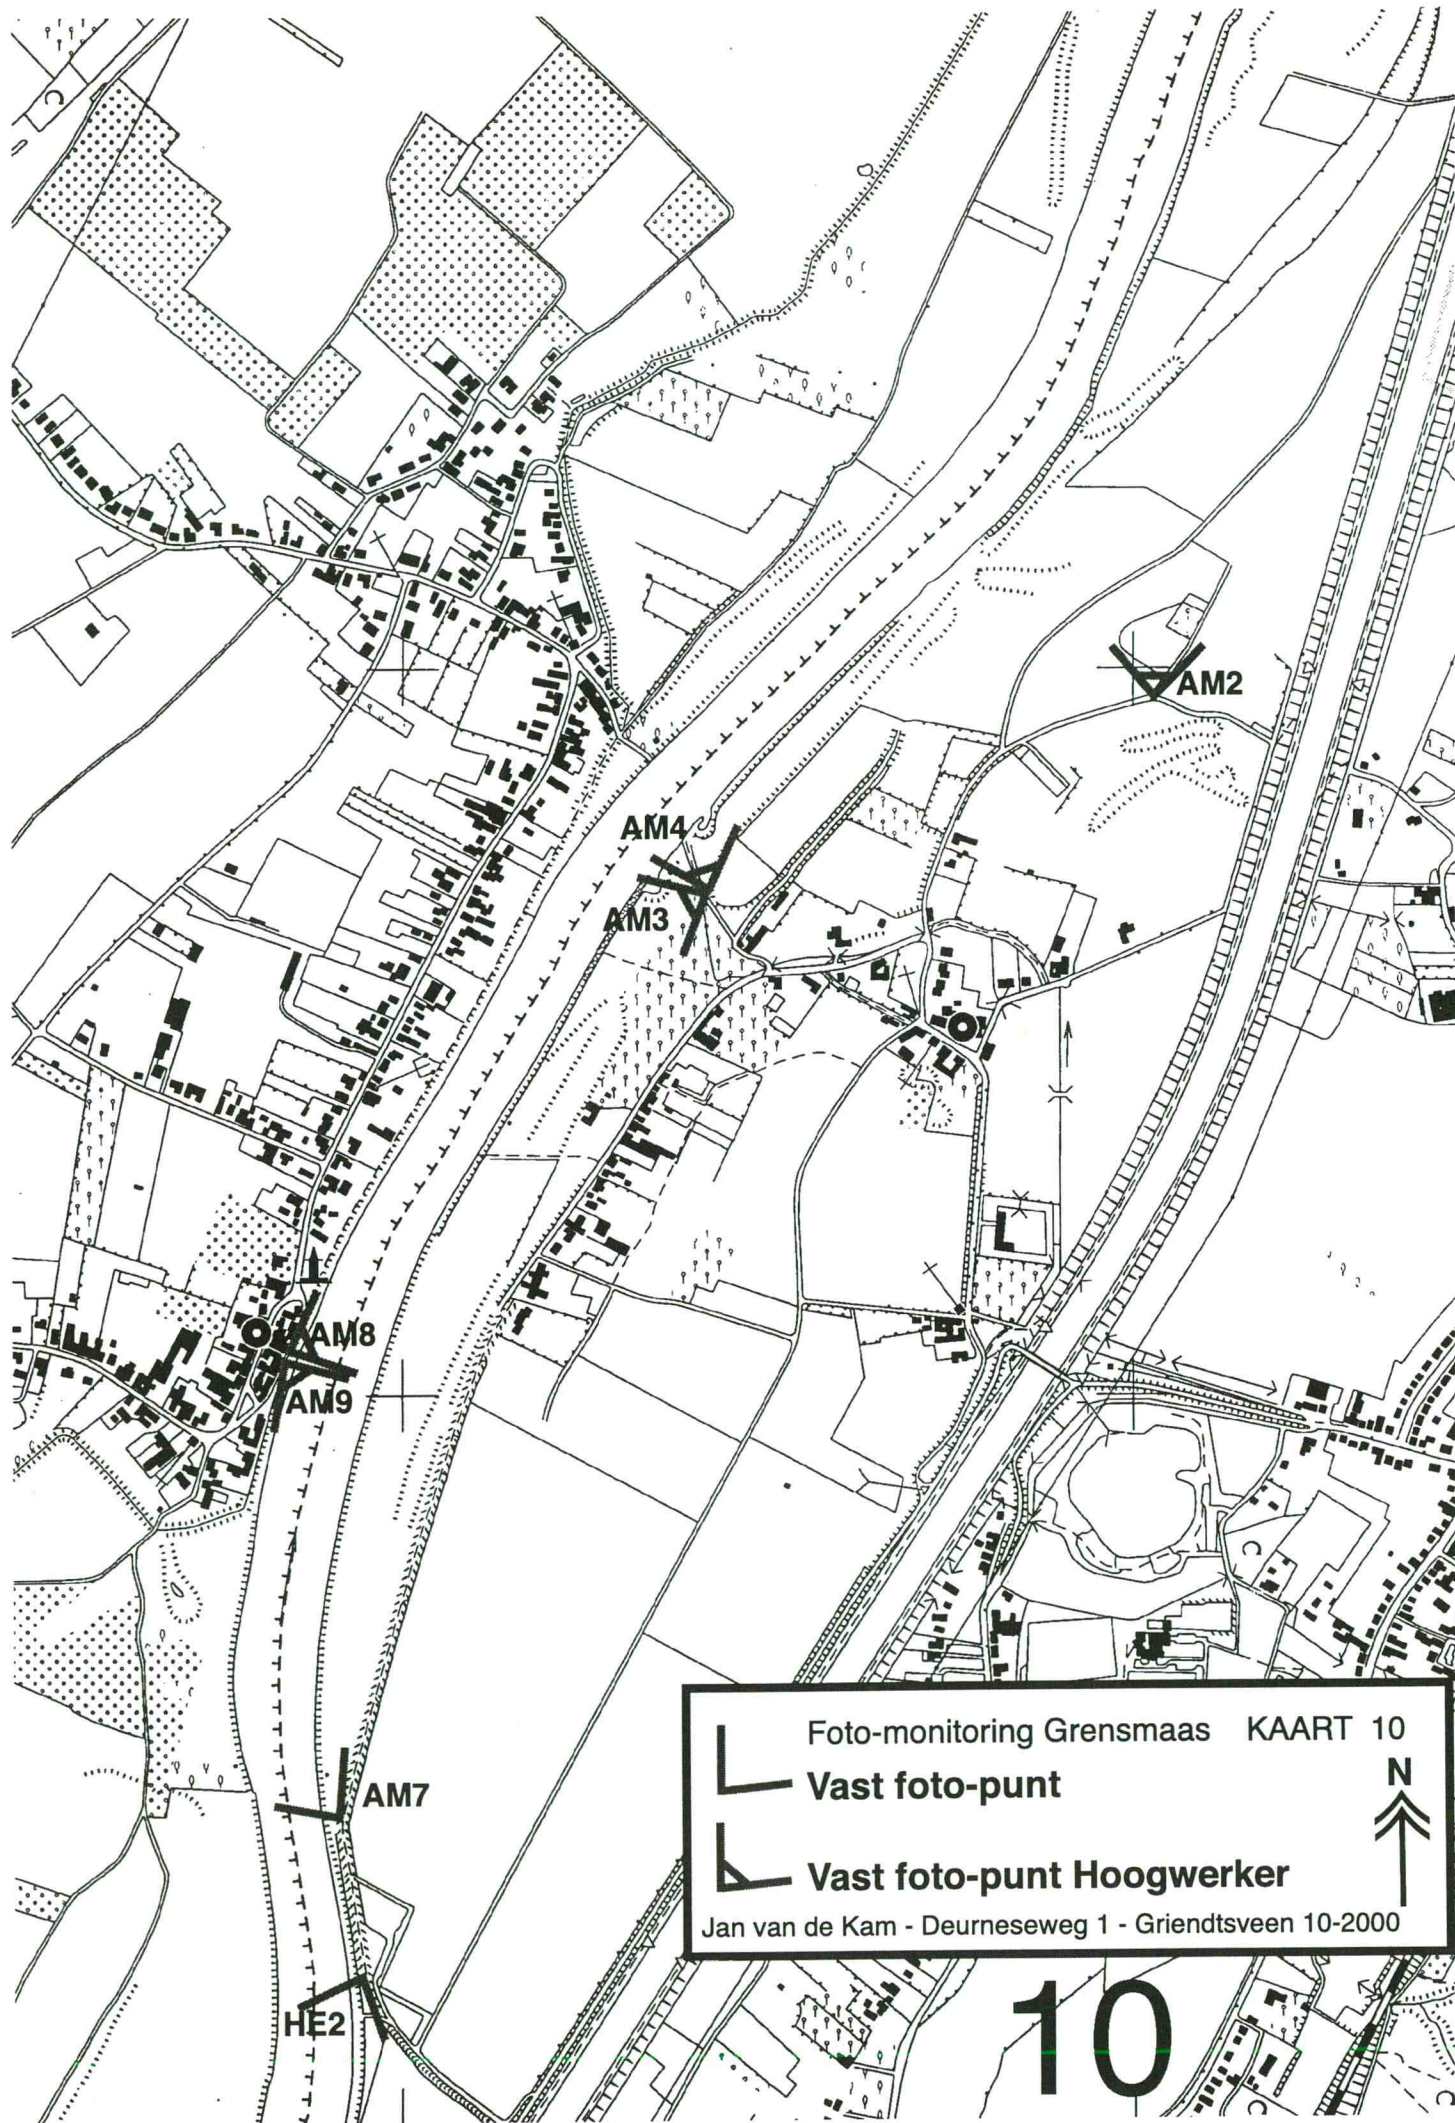 C
AM2
AM4
AM3
AM8
AM9
C
Foto-monitoring Grensmaas KAART 10
Vast foto-punt
N
AM7
Vast foto-punt Hoogwerker
Jan van de Kam - Deurneseweg 1 - Griendtsveen 10-2000
HE2
10
C
C
C